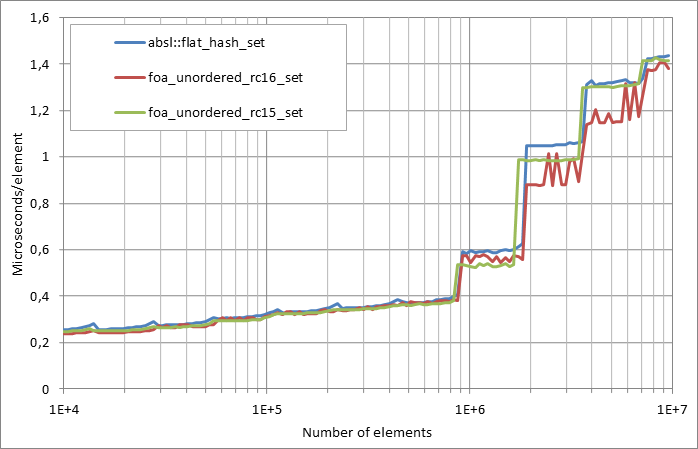 1,6
1,4
1,2
1
0,8
0,6
0,4
0,2
0
Microseconds/element
absl::flat_hash_set
foa_unordered_rc16_set
foa_unordered_rc15_set
1E+4
1E+5
1E+6
1E+7
Number of elements